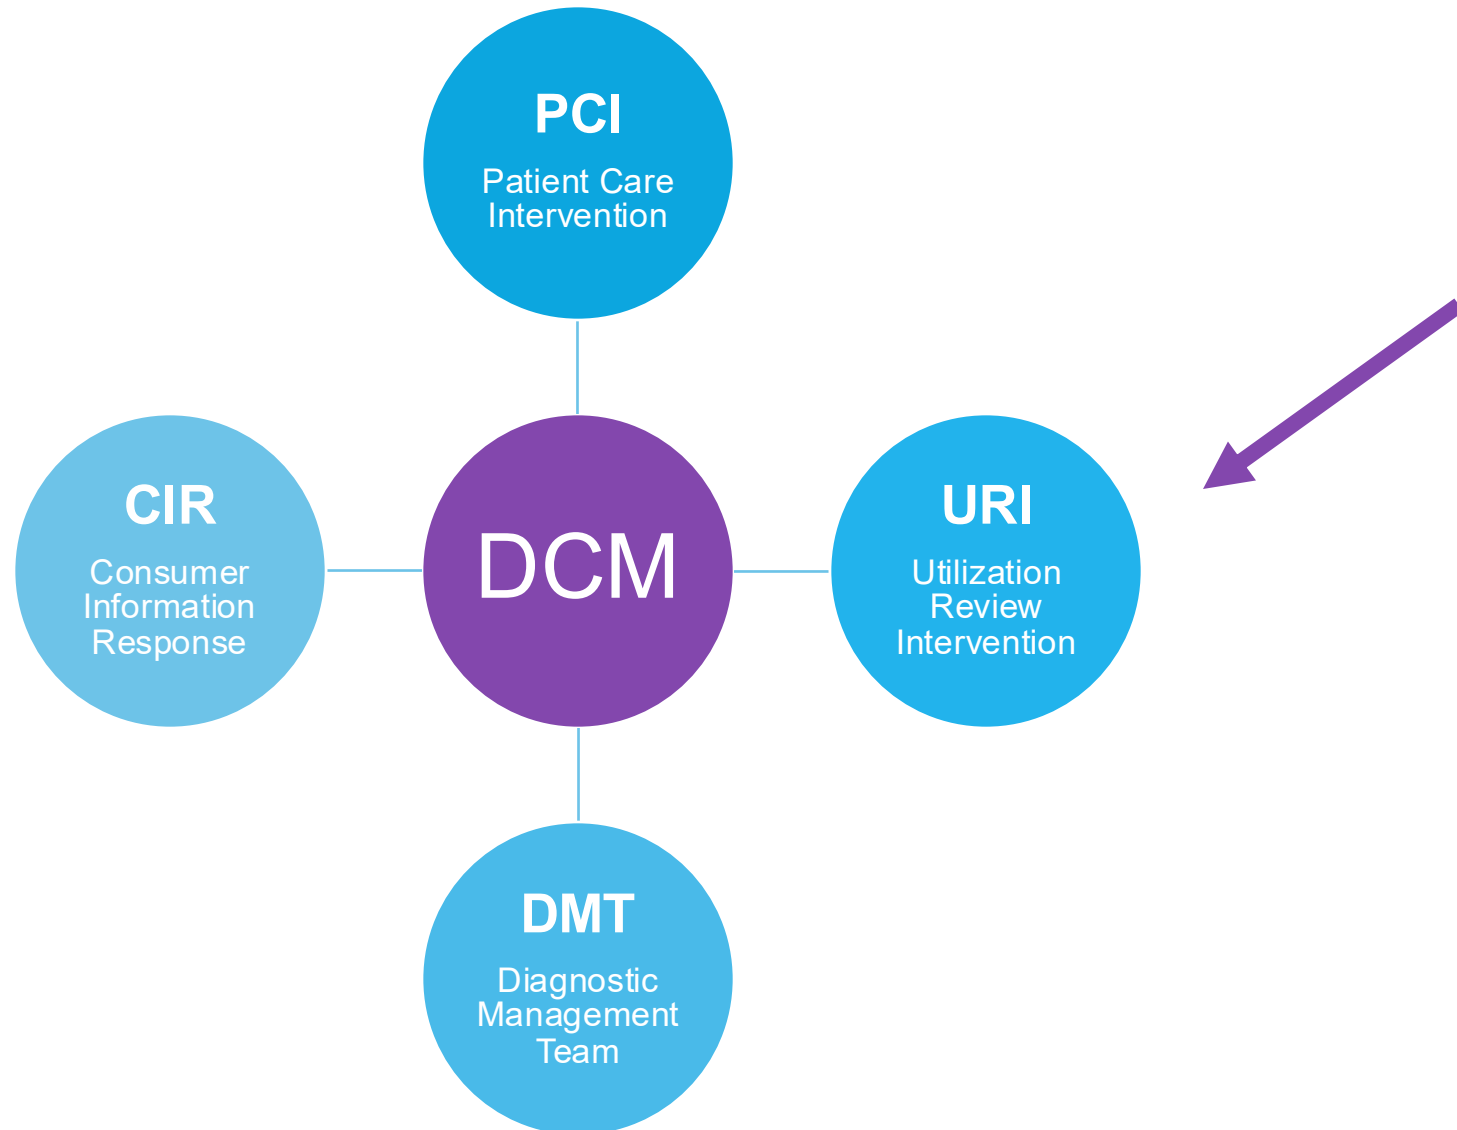 PCI
Patient Care
Intervention
CIR
Consumer
Information
Response
DCM
URI
Utilization
Review
Intervention
DMT
Diagnostic
Management
Team